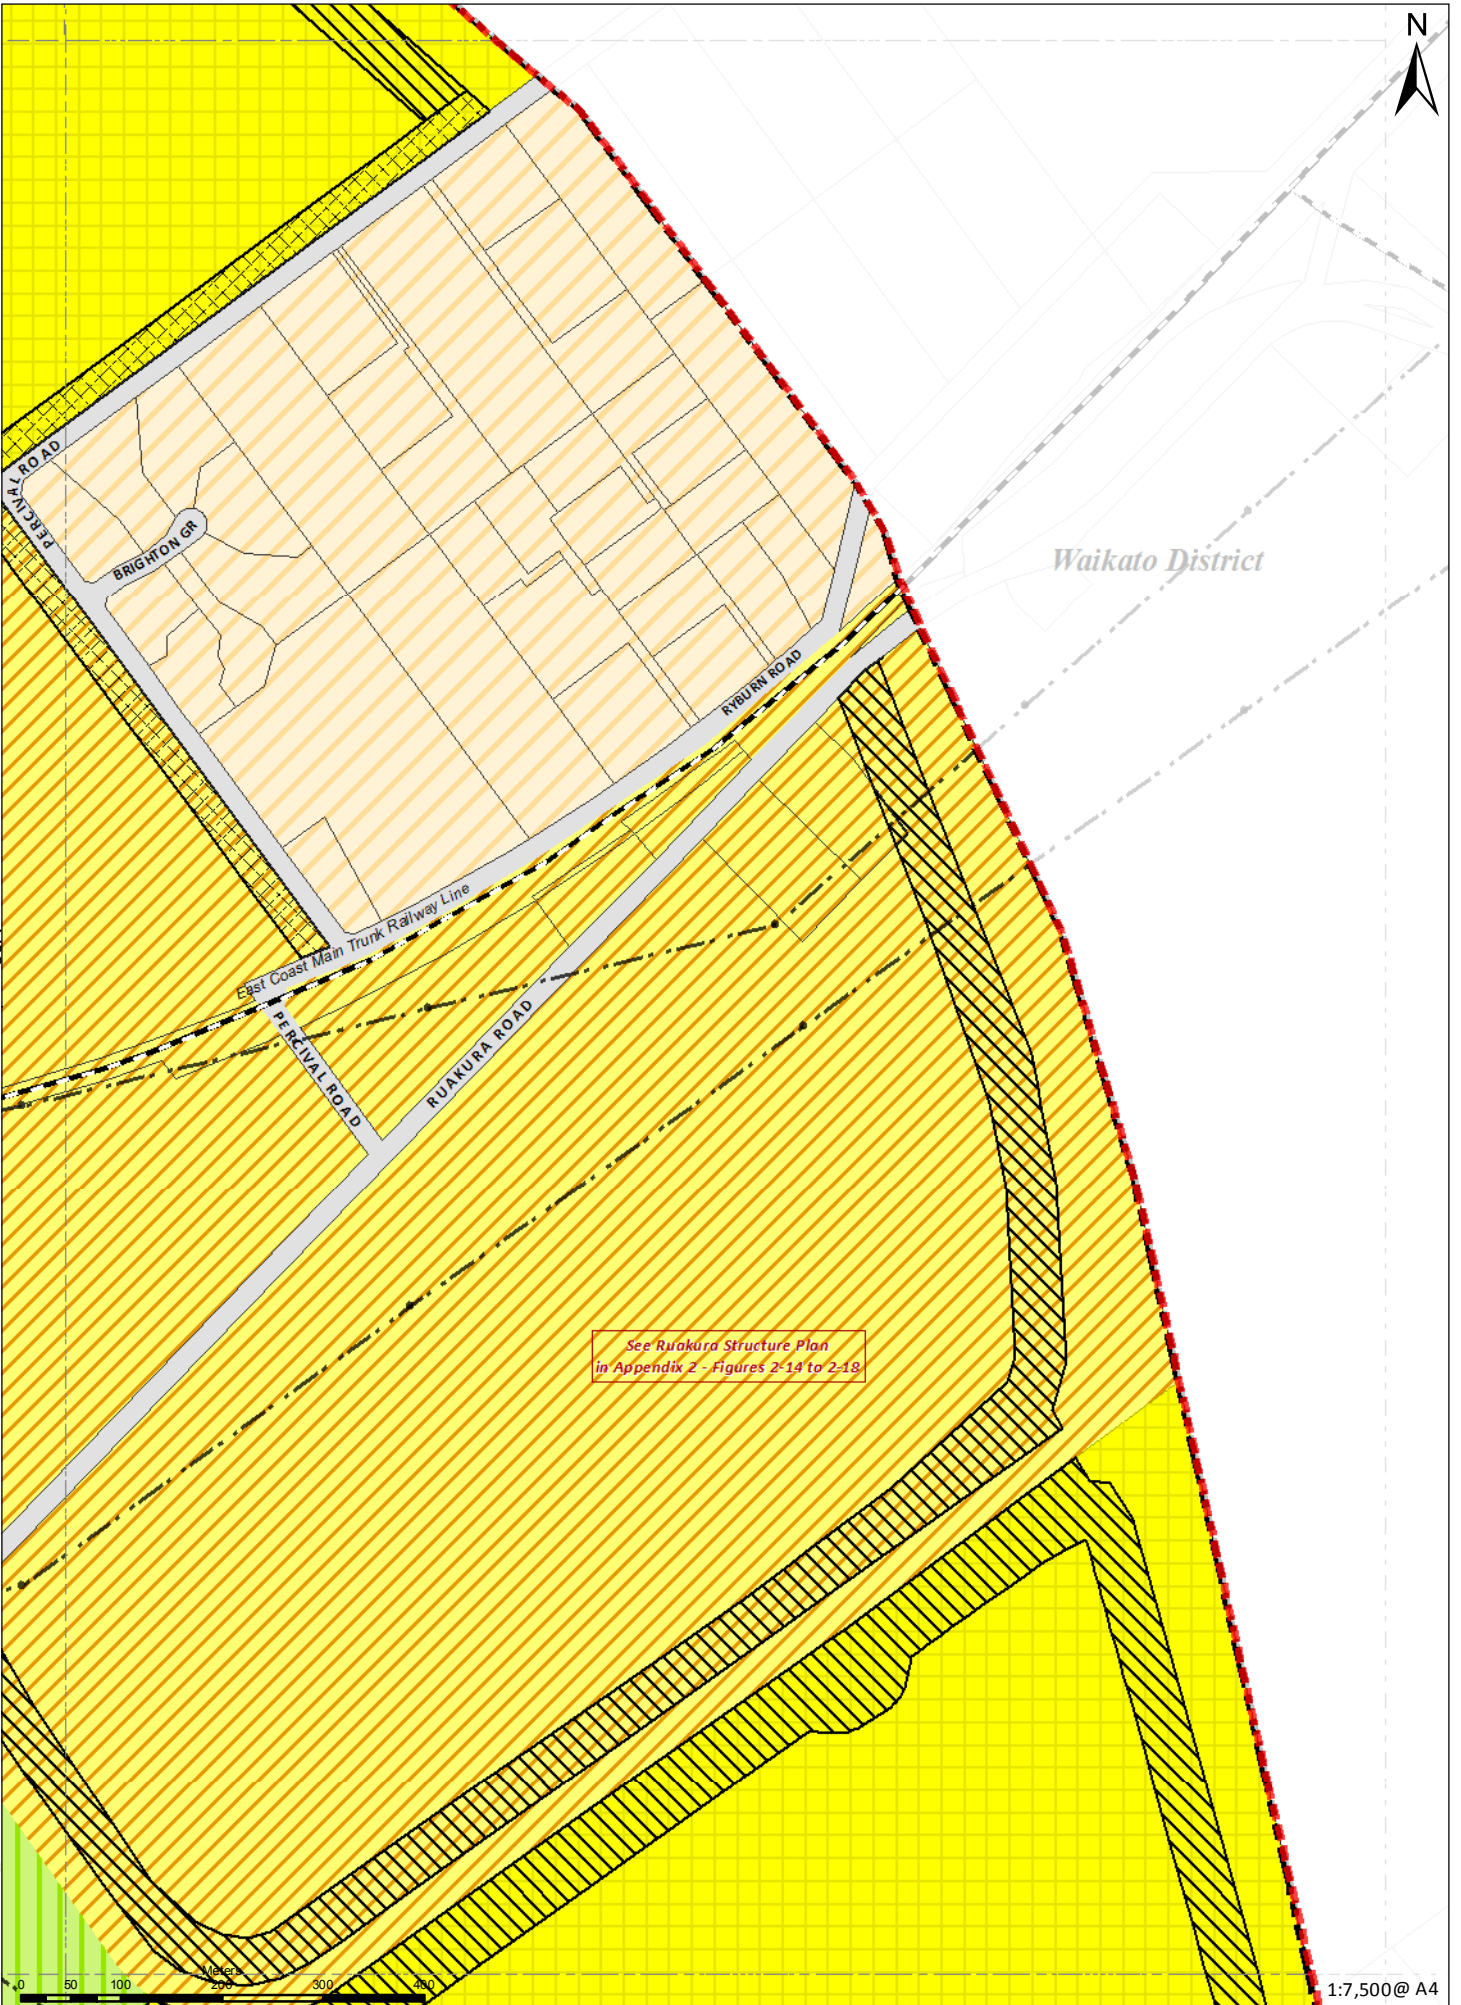 N
PERCIVAL ROAD
BRIGHTON GR
Waikato District
RYBURN ROAD
East Coast Main Trunk Railway Line
PERCIVAL ROAD
RUAKURA ROAD
See Ruakura Structure Plan
in Appendix 2 - Figures 2-14 to 2-18
Meters
0 50 100 200 300 400
1:7,500@ A4